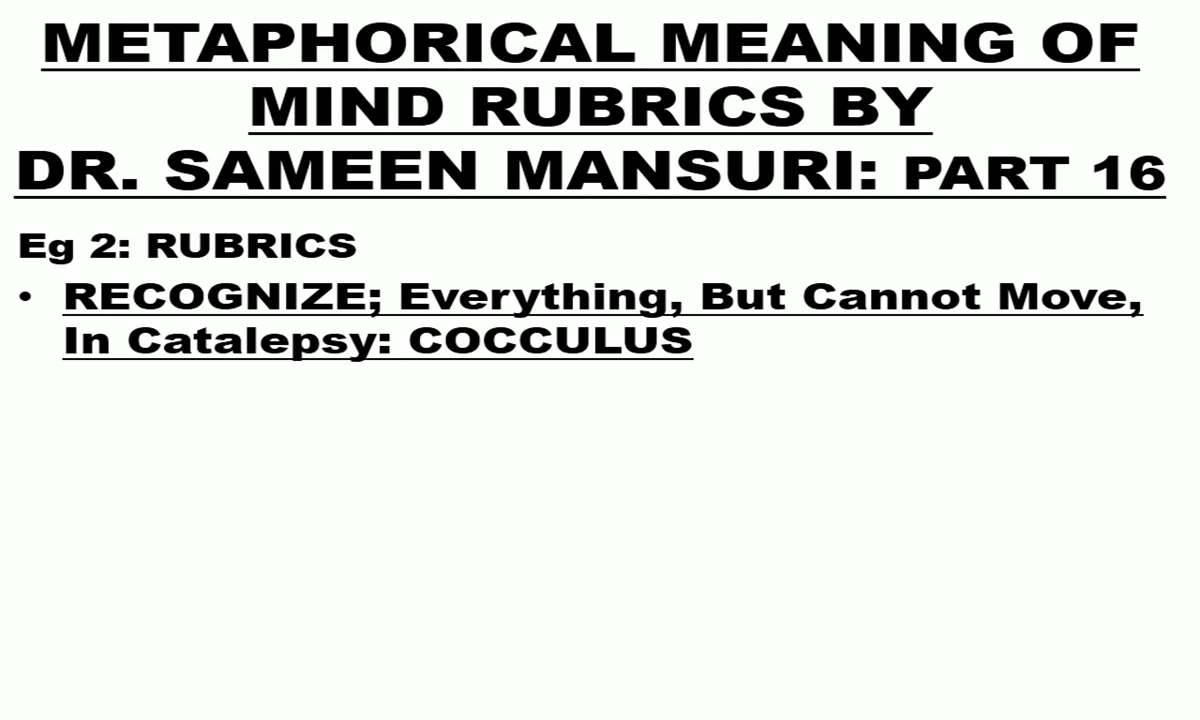 METAPHORICAL MEANING OF
MIND RUBRICS BY
DR. SAMEEN MANSURI: PART 16
Eg 2: RUBRICS
• RECOGNIZE; Everything, But Cannot Move,
In Catalepsy: COCCULUS